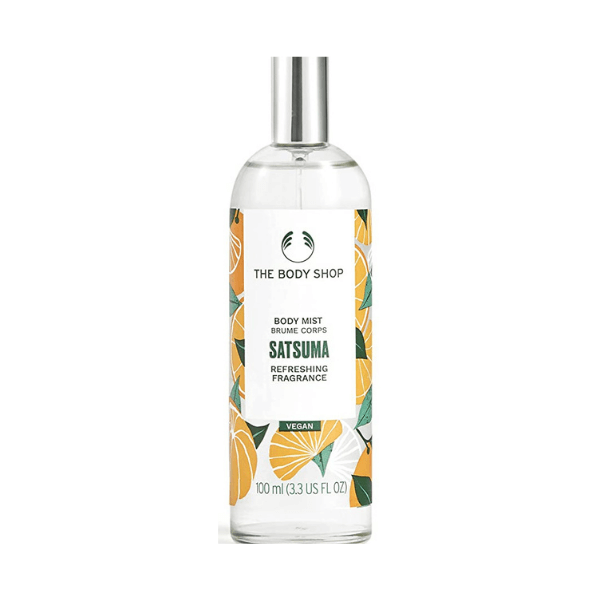 THE BODY SHOP
BODY MIST
BRUME CORPS
SATSUMA
REFRESHING
FRAGRANCE
VEGAN
100 ml (3.3 US FL OZ)